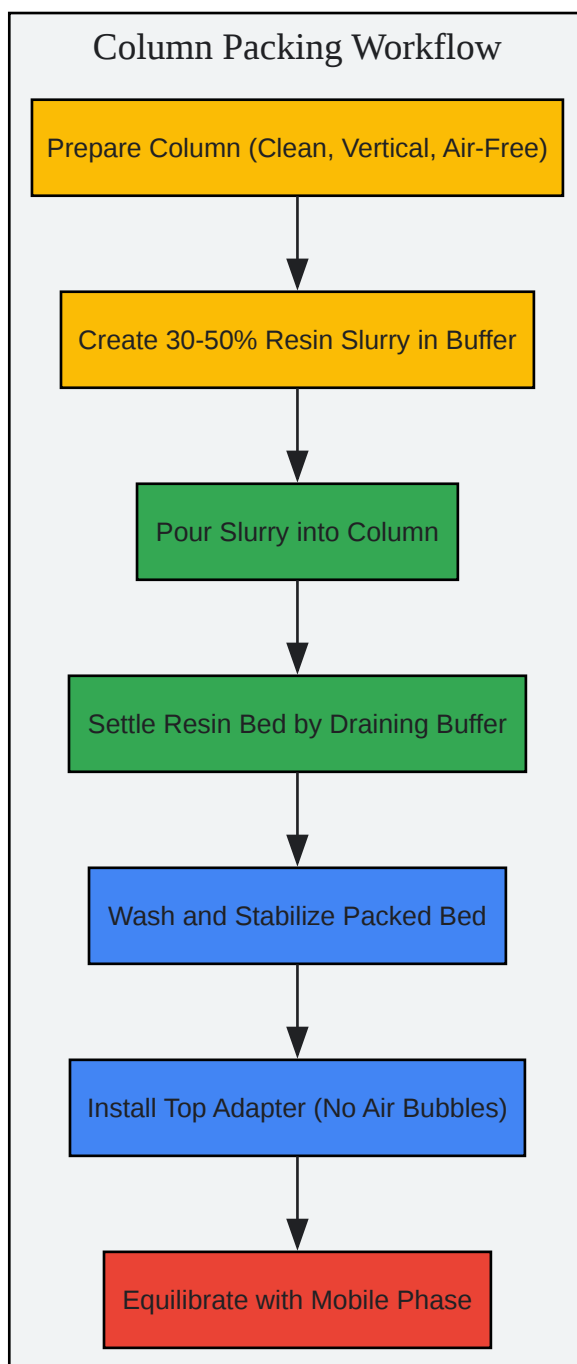 Column Packing Workflow
Prepare Column (Clean, Vertical, Air-Free)
Create 30-50% Resin Slurry in Buffer
Pour Slurry into Column
Settle Resin Bed by Draining Buffer
Wash and Stabilize Packed Bed
Install Top Adapter (No Air Bubbles)
Equilibrate with Mobile Phase